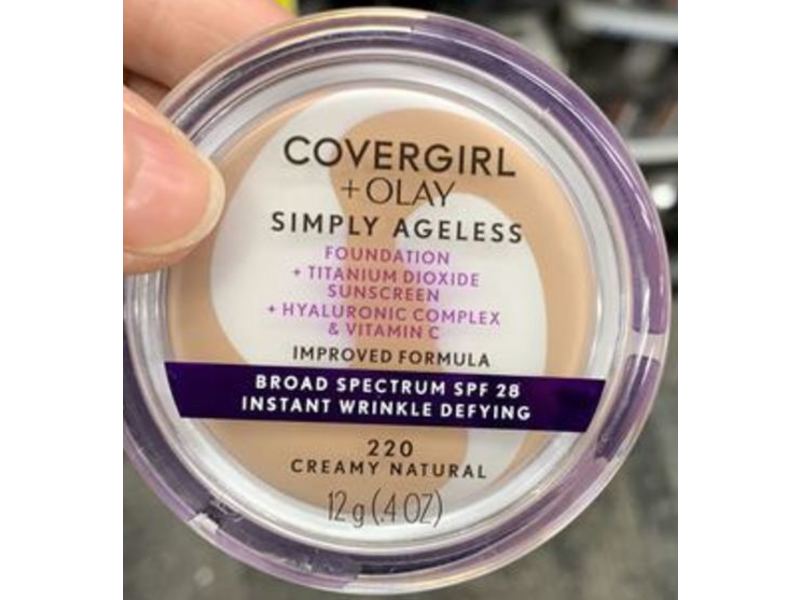 COVERGIRL
+OLAY
SIMPLY AGELESS
FOUNDATION
+ TITANIUM DIOXIDE
SUNSCREEN
+ HYALURONIC COMPLEX
& VITAMIN C
IMPROVED FORMULA
BROAD SPECTRUM SPF 28
INSTANT WRINKLE DEFYING
220
CREAMY NATURAL
12 g (.4 OZ)